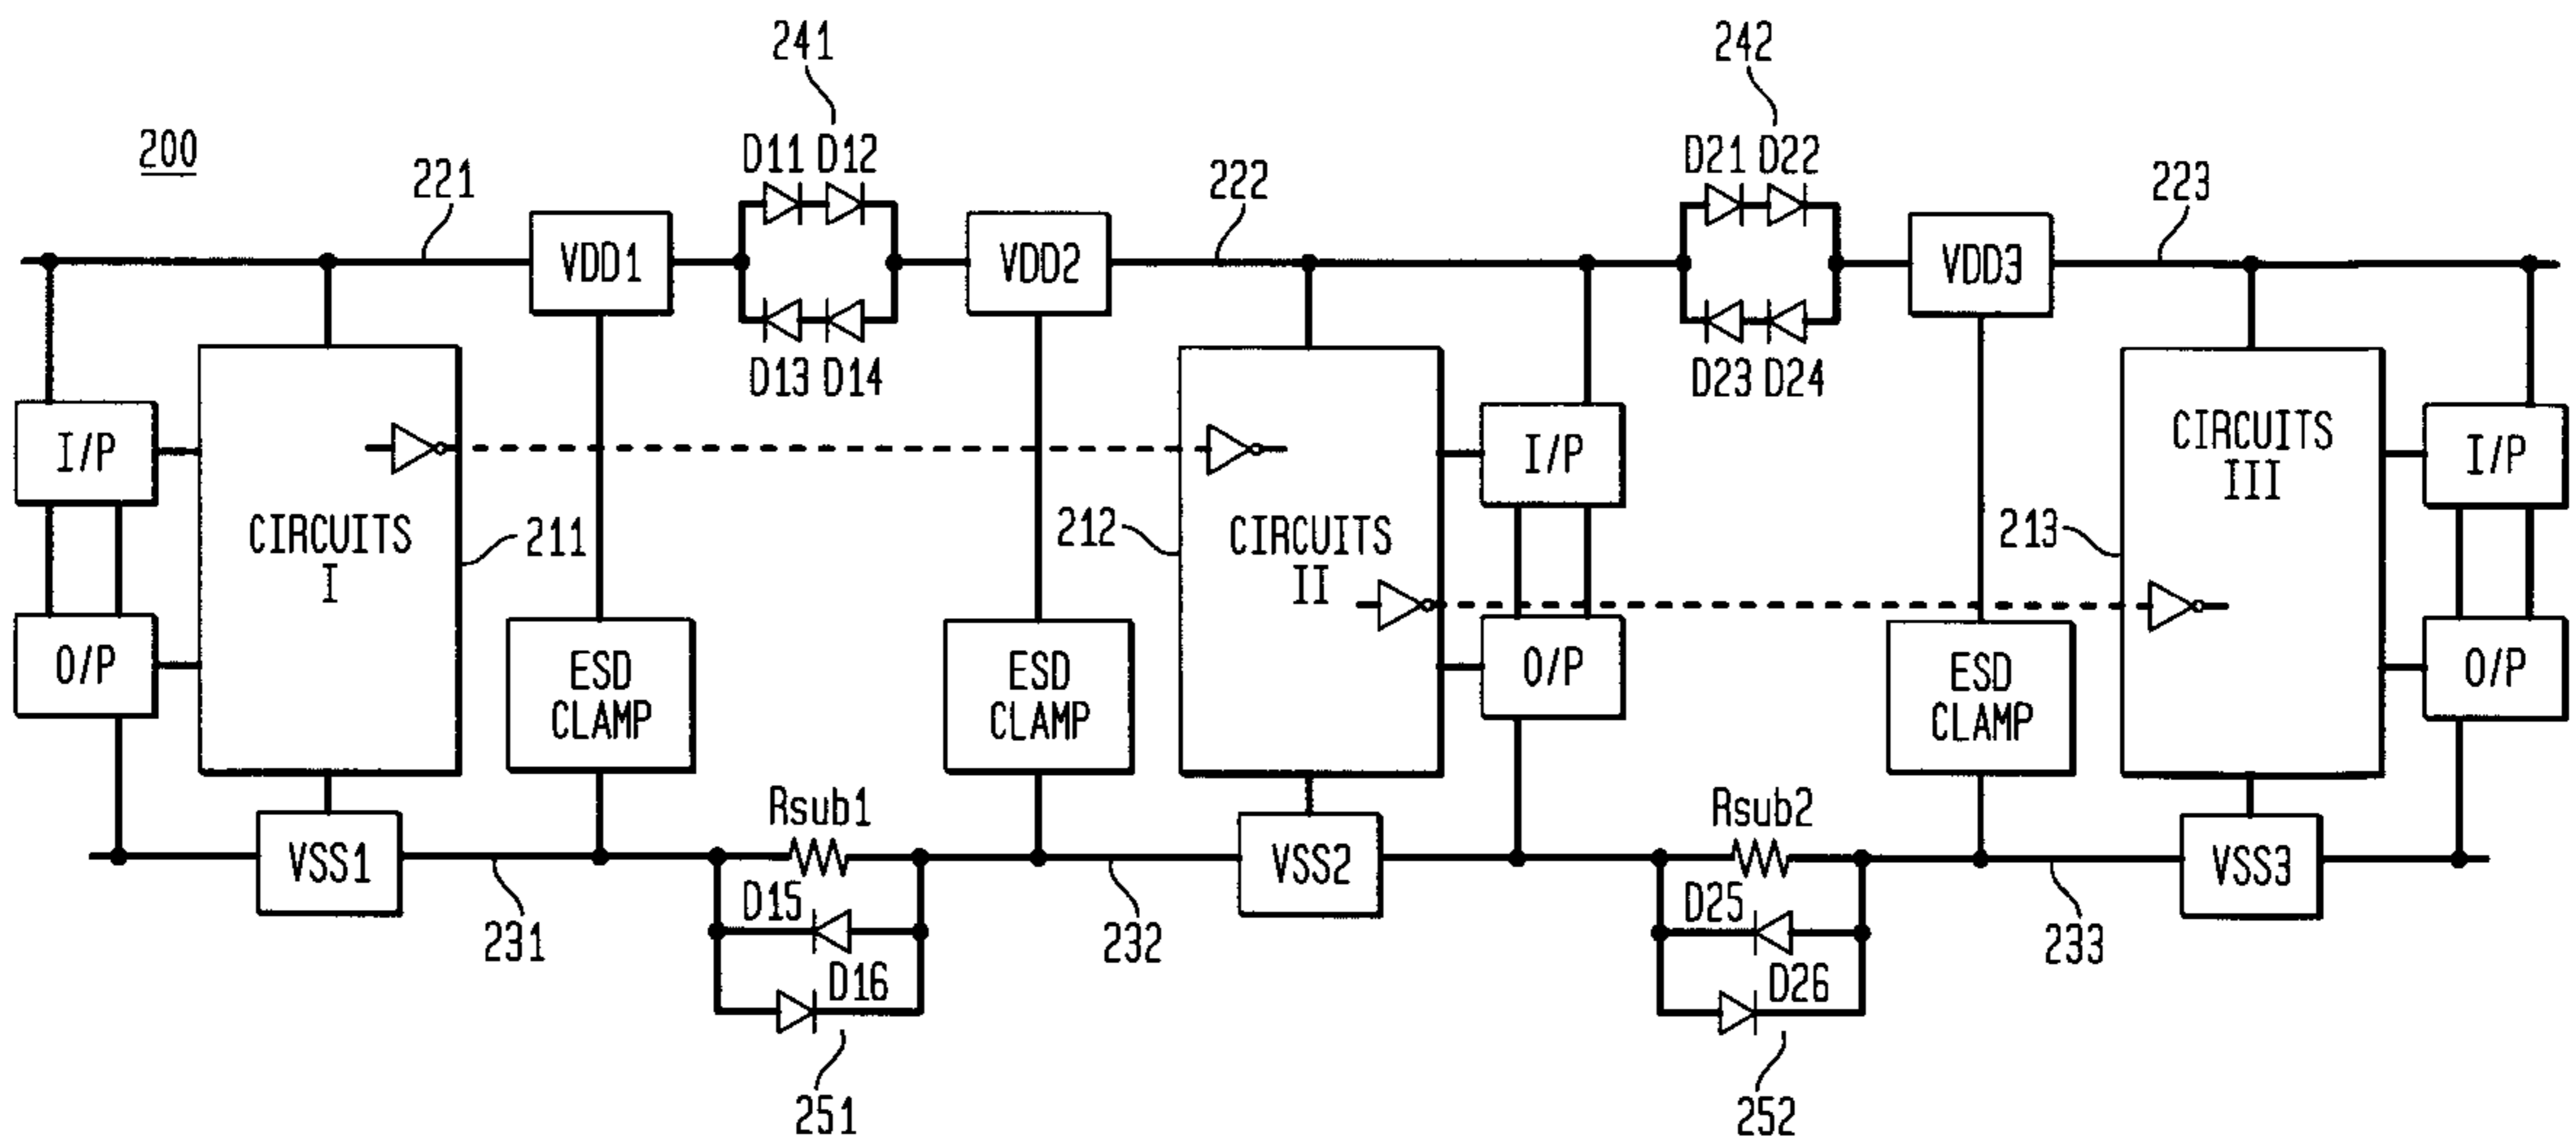 241
242
200
D11 D12
D21 D22
221
222
223
VDD1
VDD2
VDD3
D13 D14
D23 D24
I/P
I/P
CIRCUITS
III
I/P
CIRCUITS
I
211
212
CIRCUITS
II
213
O/P
ESD
CLAMP
ESD
CLAMP
O/P
ESD
CLAMP
O/P
Rsub1
Rsub2
VSS1
VSS2
VSS3
D15
D25
231
232
233
D16
D26
251
252